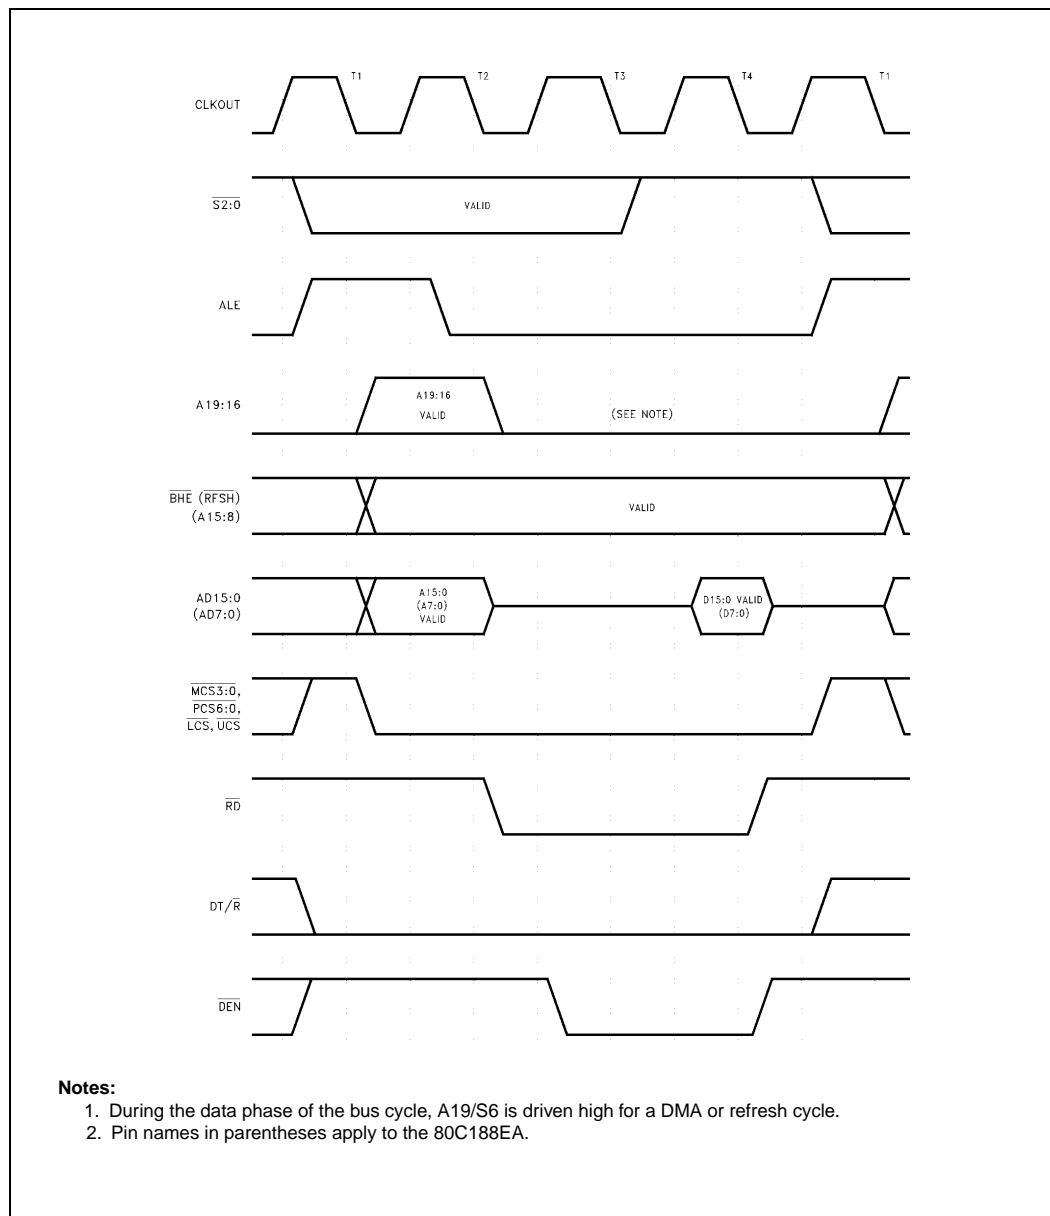 T1 T2 T3 T4 T1
CLKOUT
S2:0
VALID
ALE
A19:16
A19:16
VALID
(SEE NOTE)
BHE (RFSH)
(A15:8)
VALID
AD15:0
(AD7:0)
A15:0
(A7:0)
VALID
D15:0 VALID
(D7:0)
MCS3:0,
PCS6:0,
LCS, UCS
RD
DT/R
DEN
Notes:
1. During the data phase of the bus cycle, A19/S6 is driven high for a DMA or refresh cycle.
2. Pin names in parentheses apply to the 80C188EA.